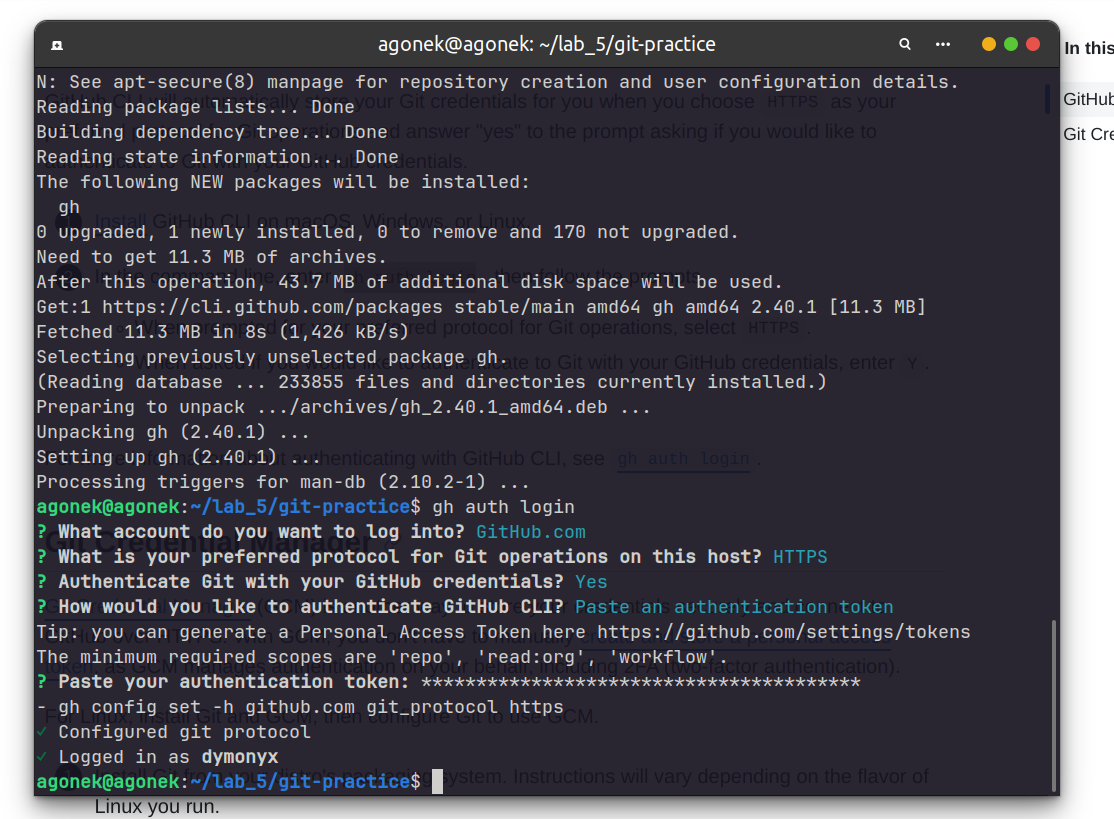 agonek@agonek: ~/lab_5/git-practice
In this
GitHub
Git Cre
N: See apt-secure(8) manpage for repository creation and user configuration details.
Reading package lists... Done
Building dependency tree... Done
Reading state information... Done
The following NEW packages will be installed:
gh
0 upgraded, 1 newly installed, 0 to remove and 170 not upgraded.
Need to get 11.3 MB of archives.
After this operation, 43.7 MB of additional disk space will be used.
Get:1 https://cli.github.com/packages stable/main amd64 gh amd64 2.40.1 [11.3 MB]
Fetched 11.3 MB in 8s (1,426 kB/s)
Selecting previously unselected package gh.
(Reading database ... 233855 files and directories currently installed.)
Preparing to unpack .../archives/gh_2.40.1_amd64.deb ...
Unpacking gh (2.40.1) ...
Setting up gh (2.40.1) ...
Processing triggers for man-db (2.10.2-1) ...
agonek@agonek:~/lab_5/git-practice$ gh auth login
? What account do you want to log into? GitHub.com
? What is your preferred protocol for Git operations on this host? HTTPS
? Authenticate Git with your GitHub credentials? Yes
? How would you like to authenticate GitHub CLI? Paste an authentication token
Tip: you can generate a Personal Access Token here https://github.com/settings/tokens
The minimum required scopes are 'repo', 'read:org', 'workflow'.
? Paste your authentication token: ****************************************
- gh config set -h github.com git_protocol https
✓ Configured git protocol
✓ Logged in as dymonyx
agonek@agonek:~/lab_5/git-practice$
Linux you run.